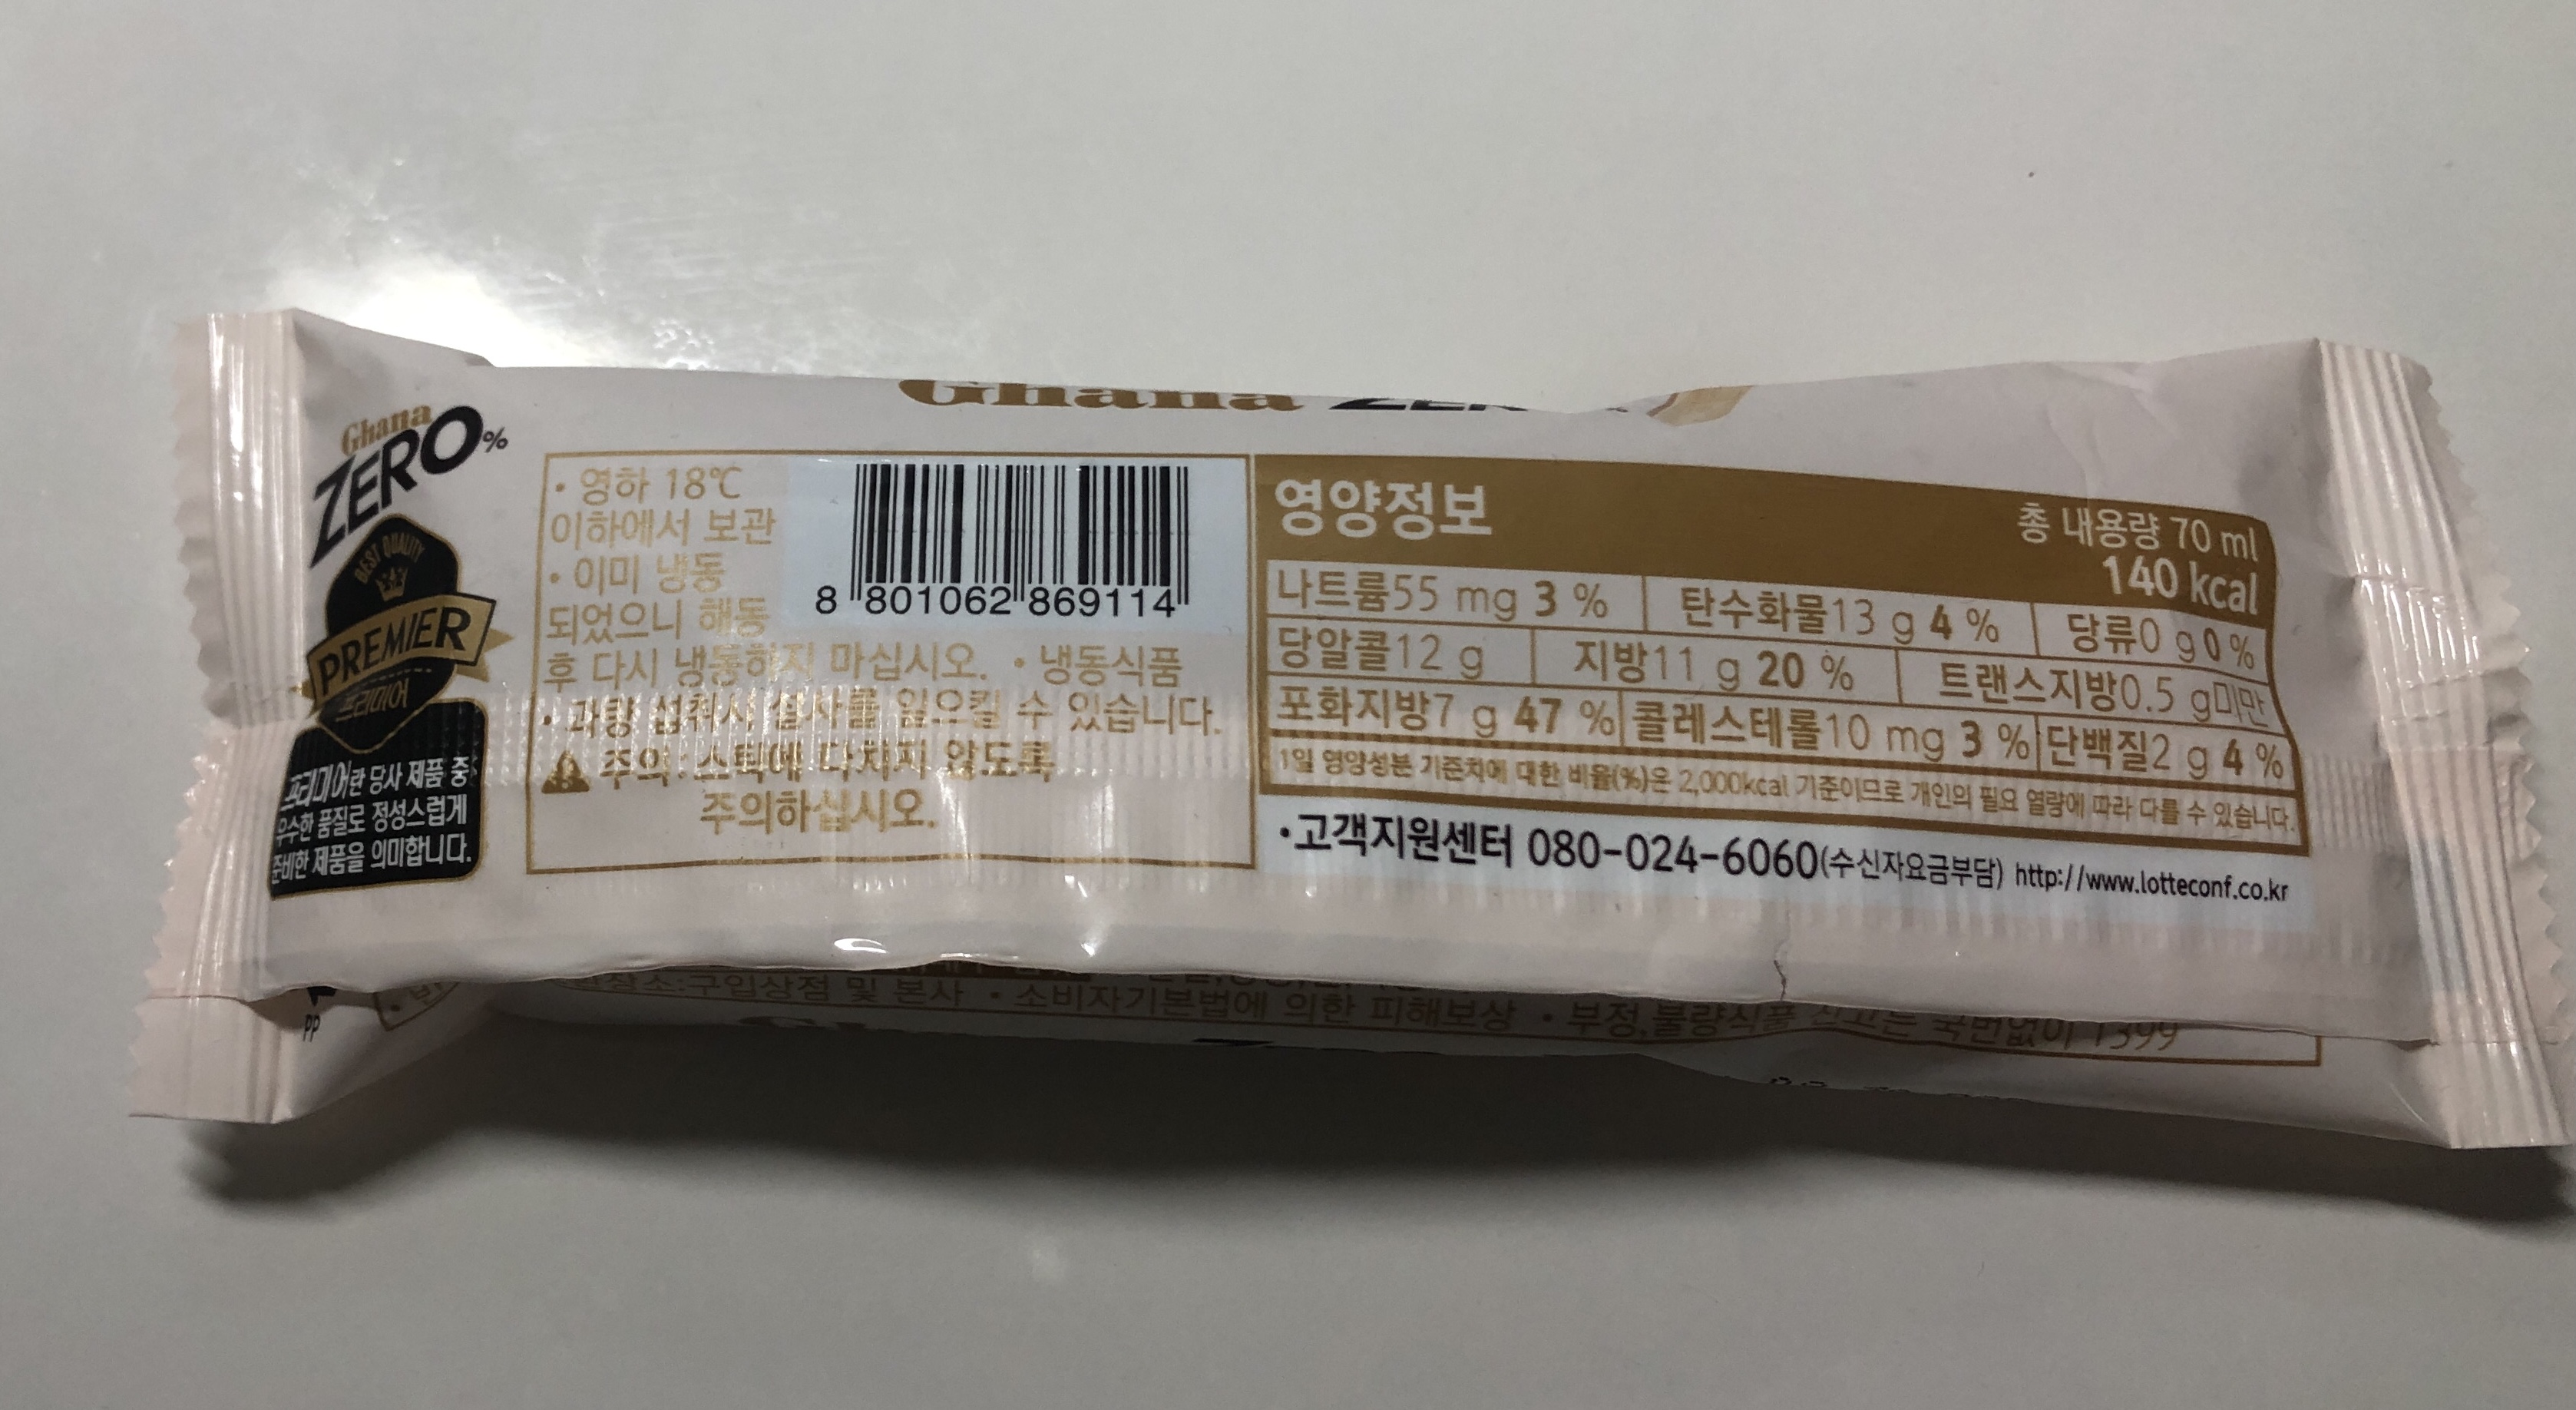 Ghana
ZERO%
BEST QUALITY
PREMIER
프리미어
프리미어란 당사 제품 중
우수한 품질로 정성스럽게
준비한 제품을 의미합니다.
PP
Ghana ZERO
• 영하 18℃
이하에서 보관
• 이미 냉동
되었으니 해동
후 다시 냉동하지 마십시오. • 냉동식품
• 과량 섭취시 설사를 일으킬 수 있습니다.
주의: 스틱에 다치지 않도록
주의하십시오.
8 801062 869114
영양정보
총 내용량 70 ml
140 kcal
나트륨55 mg 3 % 탄수화물13 g 4 % 당류0 g 0 %
당알콜12 g 지방11 g 20 % 트랜스지방0.5 g미만
포화지방7 g 47 % 콜레스테롤10 mg 3 % 단백질2 g 4 %
1일 영양성분 기준치에 대한 비율(%)은 2,000kcal 기준이므로 개인의 필요 열량에 따라 다를 수 있습니다.
•고객지원센터 080-024-6060(수신자요금부담) http://www.lotteconf.co.kr
구입상점 및 본사 • 소비자기본법에 의한 피해보상 • 부정,불량식품 신고는 국번없이 1399